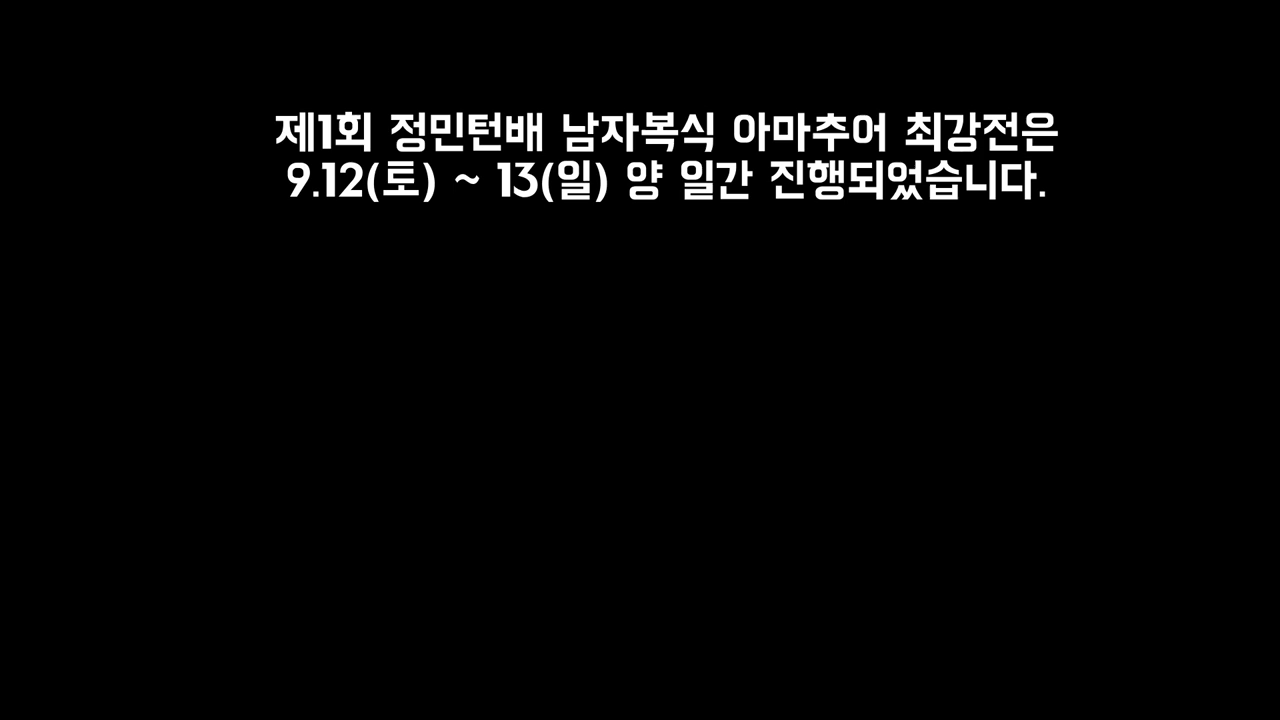 제1회 정민턴배 남자복식 아마추어 최강전은
9.12(토) ~ 13(일) 양 일간 진행되었습니다.